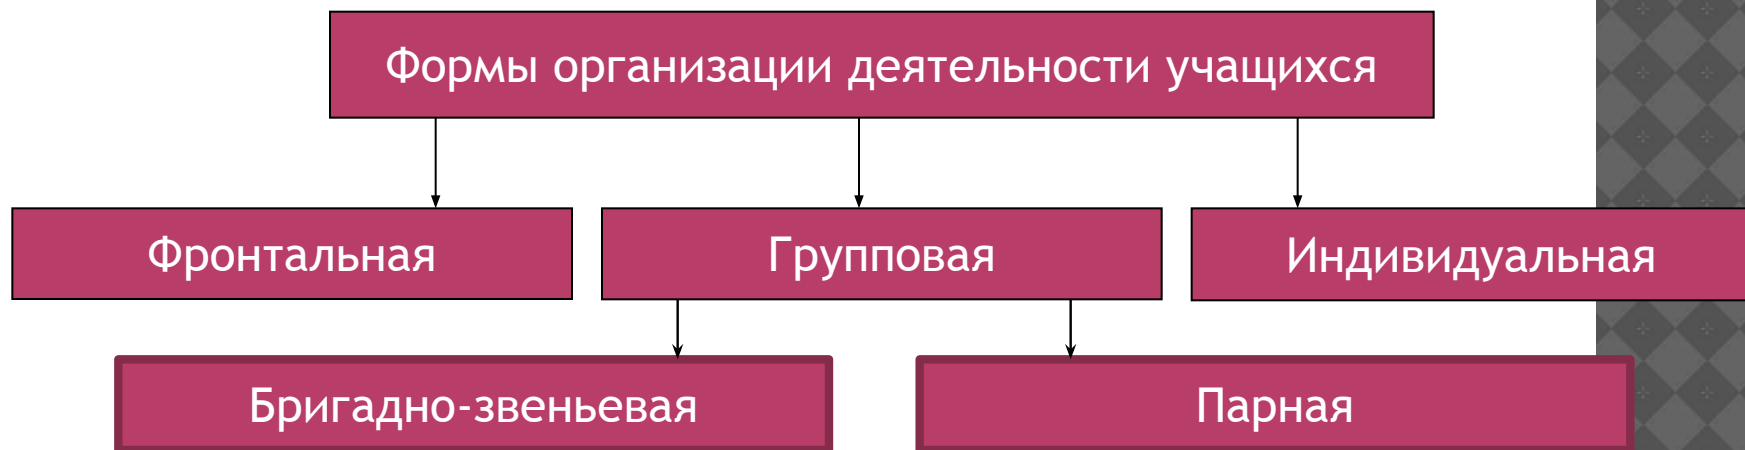 Формы организации деятельности учащихся
Фронтальная
Групповая
Индивидуальная
Бригадно-звеньевая
Парная